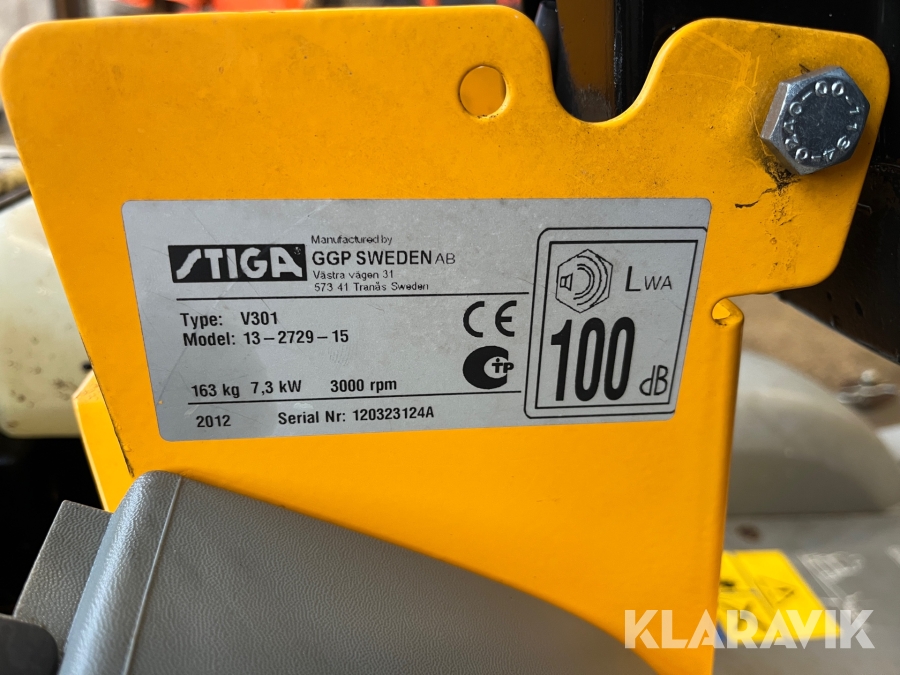 STIGA
Manufactured by
GGP SWEDEN AB
Västra vägen 31
573 41 Tranås Sweden
Type: V301
Model: 13-2729-15
163 kg 7,3 kW 3000 rpm
2012 Serial Nr: 120323124A
CE
TP
LWA
100 dB
KLARAVIK